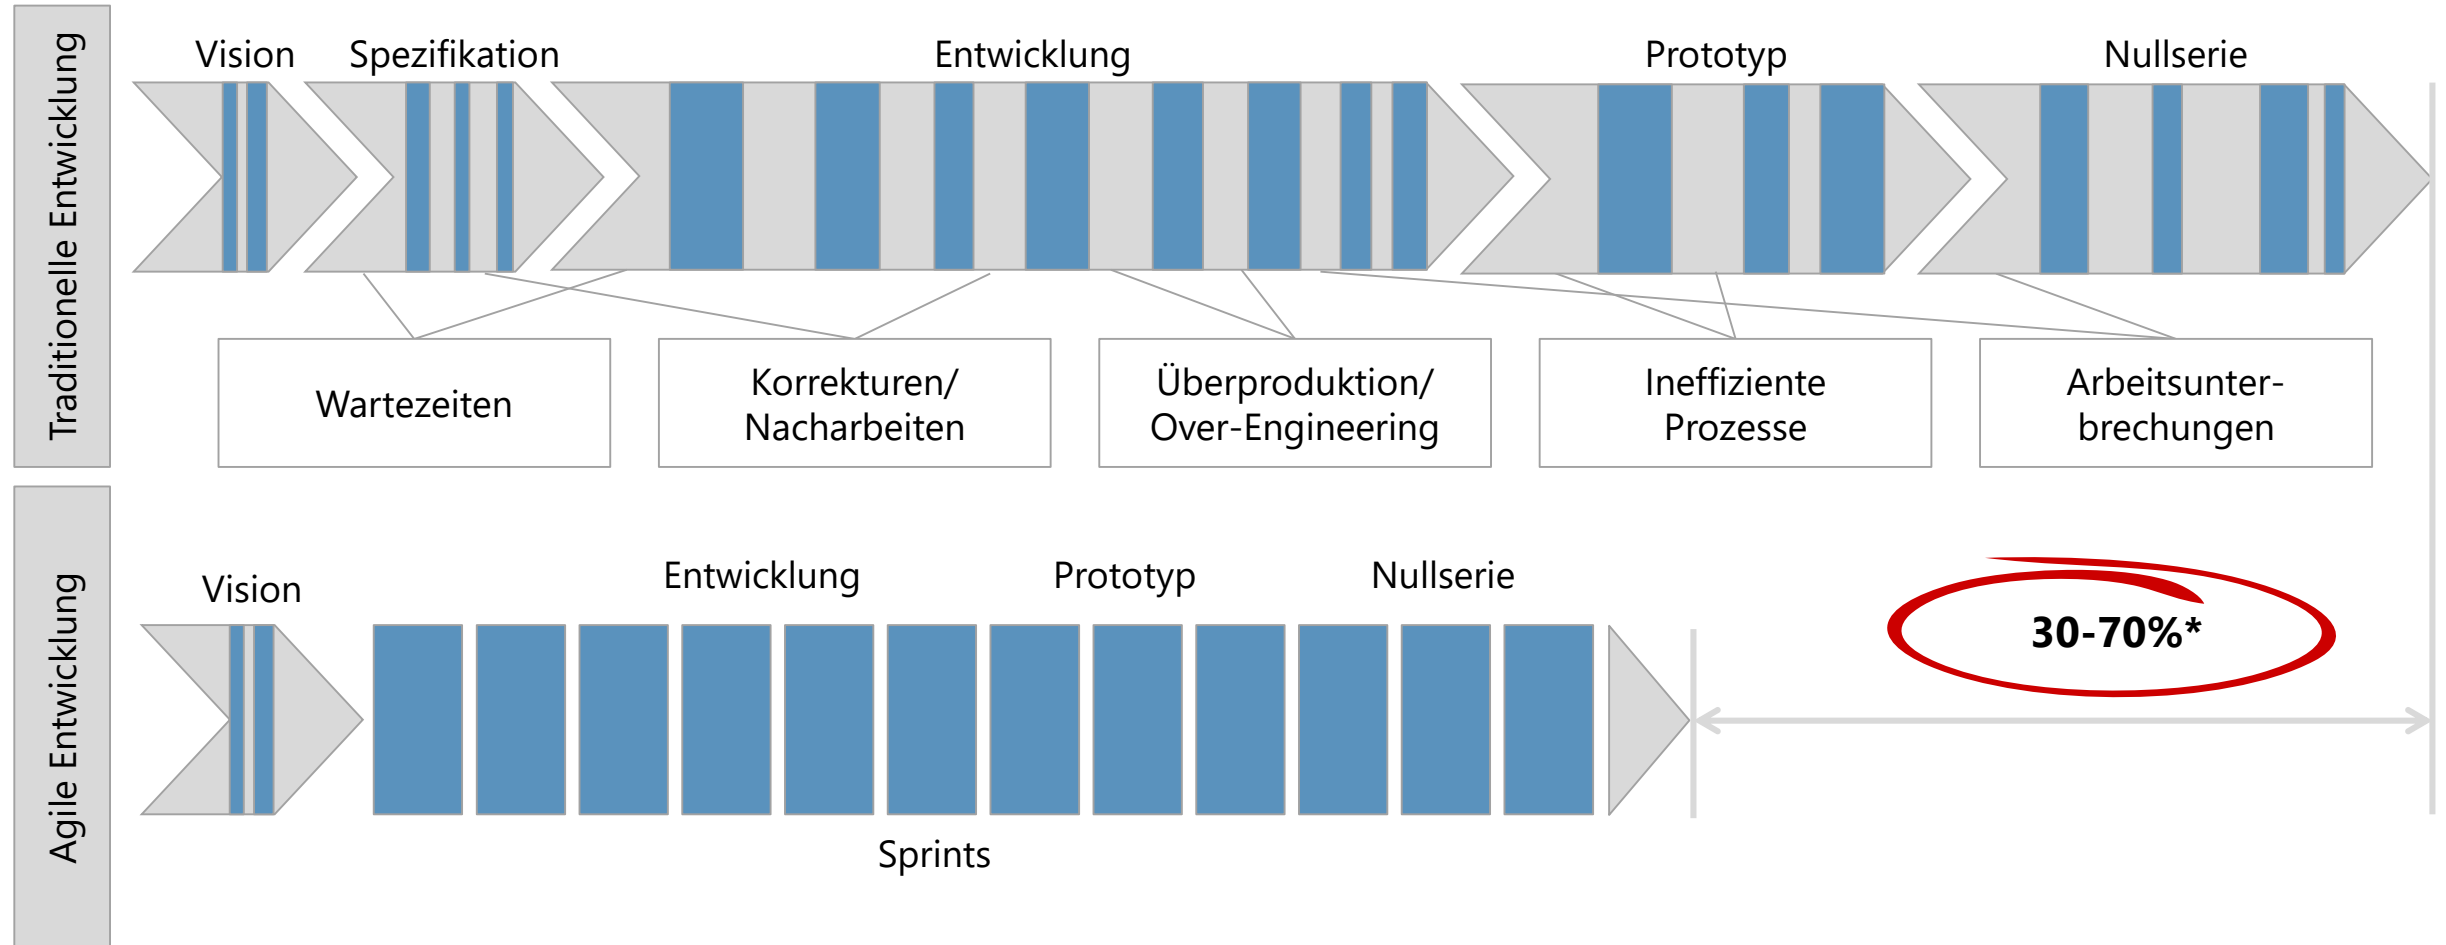 Traditionelle Entwicklung
Vision
Spezifikation
Entwicklung
Prototyp
Nullserie
Wartezeiten
Korrekturen/
Nacharbeiten
Überproduktion/
Over-Engineering
Ineffiziente
Prozesse
Arbeitsunter-
brechungen
Agile Entwicklung
Vision
Entwicklung
Prototyp
Nullserie
30-70%*
Sprints